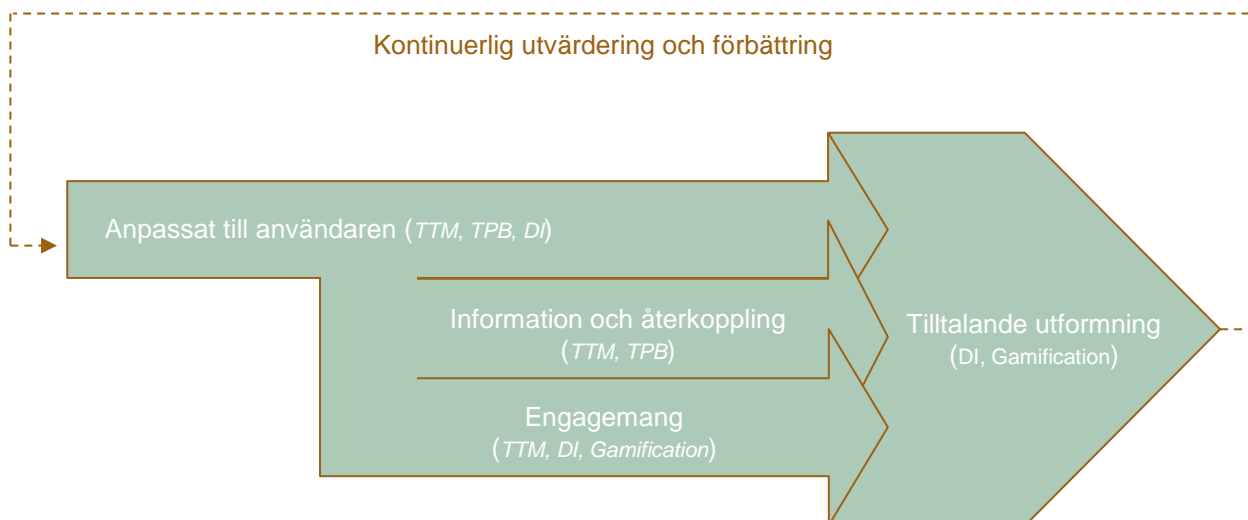 Kontinuerlig utvärdering och förbättring
Anpassat till användaren (TTM, TPB, DI)
Information och återkoppling
(TTM, TPB)
Engagemang
(TTM, DI, Gamification)
Tilltalande utformning
(DI, Gamification)